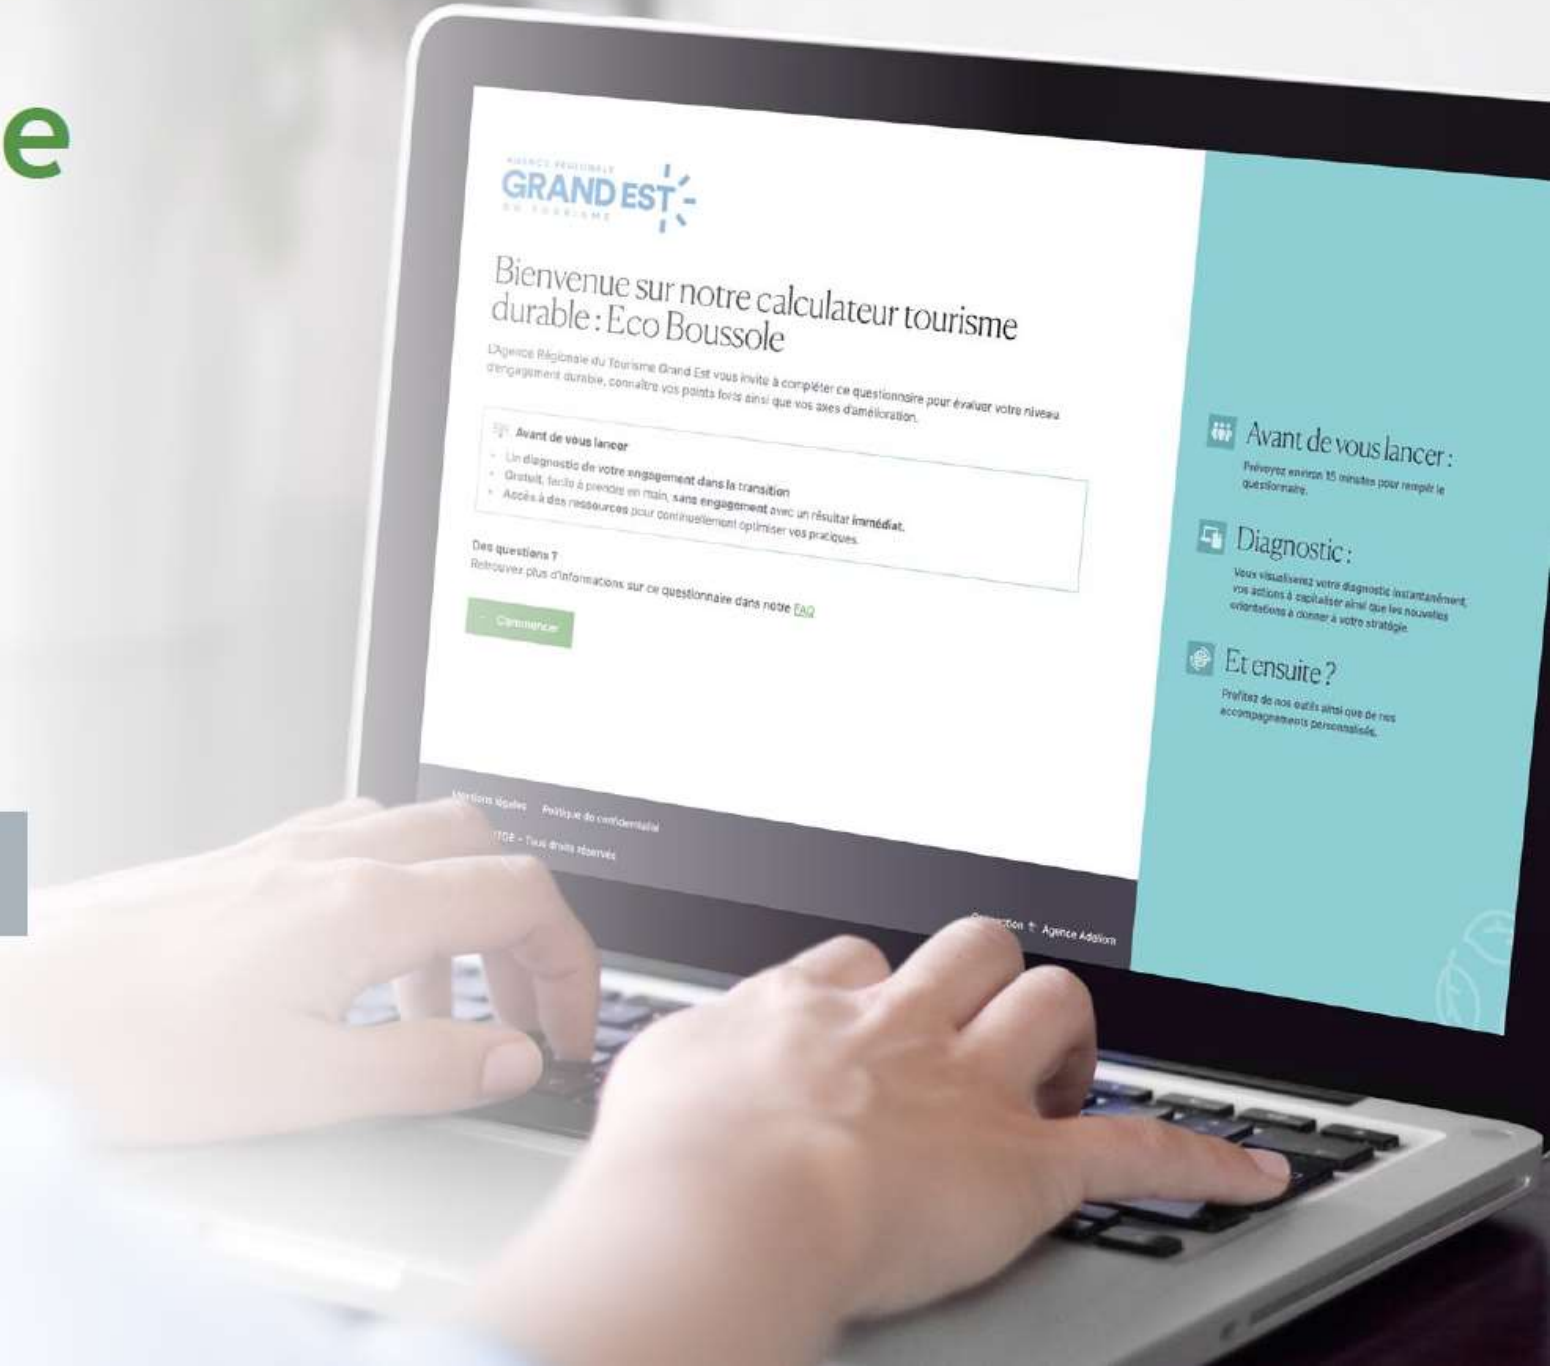 e
AGENCE RÉGIONALE
GRAND EST
DU TOURISME
Bienvenue sur notre calculateur tourisme
durable : Eco Boussole
L'Agence Régionale du Tourisme Grand Est vous invite à compléter ce questionnaire pour évaluer votre niveau
d'engagement durable, connaître vos points forts ainsi que vos axes d'amélioration.
Avant de vous lancer
Un diagnostic de votre engagement dans la transition
Gratuit, facile à prendre en main, sans engagement avec un résultat immédiat.
Accès à des ressources pour continuellement optimiser vos pratiques.
Des questions ?
Retrouvez plus d'informations sur ce questionnaire dans notre FAQ
Commencer
Mentions légales Politique de confidentialité
- Tous droits réservés
Agence Adeliom
Avant de vous lancer :
Prévoyez environ 15 minutes pour remplir le
questionnaire.
Diagnostic :
Vous visualiserez votre diagnostic instantanément,
vos actions à capitaliser ainsi que les nouvelles
orientations à donner à votre stratégie.
Et ensuite ?
Profitez de nos outils ainsi que de nos
accompagnements personnalisés.